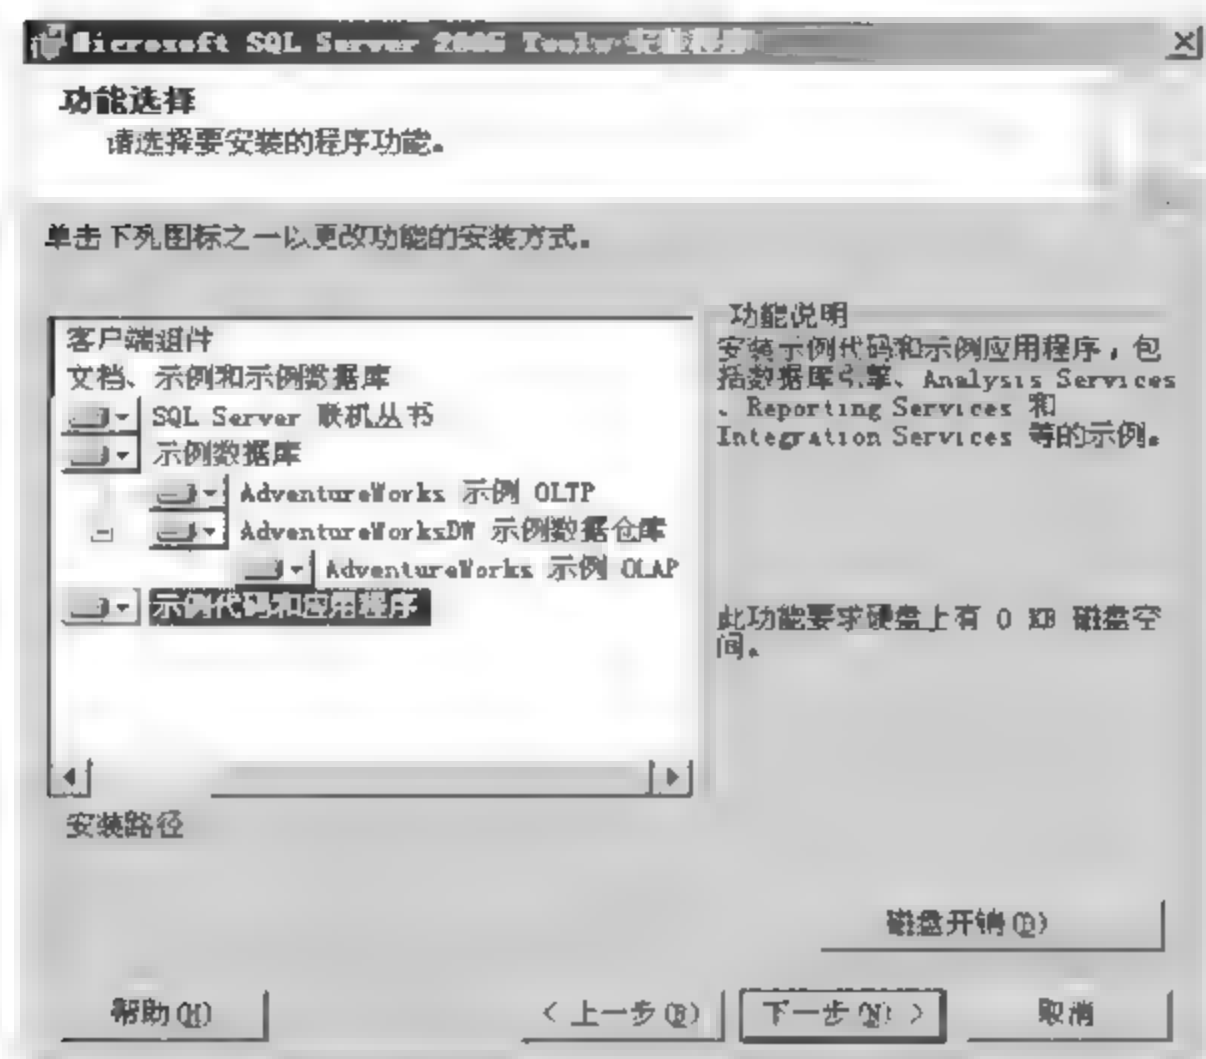 Microsoft SQL Server 2005 Tools 安装程序
功能选择
请选择要安装的程序功能。
单击下列图标之一以更改功能的安装方式。
客户端组件
文档、示例和示例数据库
SQL Server 联机丛书
示例数据库
AdventureWorks 示例 OLTP
AdventureWorksDW 示例数据仓库
AdventureWorks 示例 OLAP
示例代码和应用程序
功能说明
安装示例代码和示例应用程序，包
括数据库引擎、Analysis Services
、Reporting Services 和
Integration Services 等的示例。
此功能要求硬盘上有 0 KB 磁盘空
间。
安装路径
磁盘开销(D)
帮助(H)
< 上一步(B)
下一步(N) >
取消